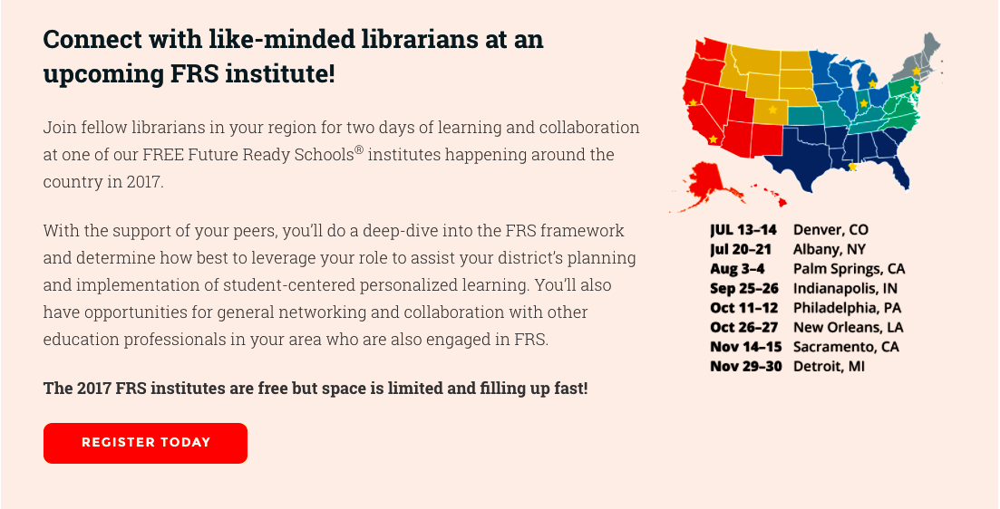 Connect with like-minded librarians at an
upcoming FRS institute!
Join fellow librarians in your region for two days of learning and collaboration
at one of our FREE Future Ready Schools® institutes happening around the
country in 2017.
With the support of your peers, you’ll do a deep-dive into the FRS framework
and determine how best to leverage your role to assist your district’s planning
and implementation of student-centered personalized learning. You’ll also
have opportunities for general networking and collaboration with other
education professionals in your area who are also engaged in FRS.
The 2017 FRS institutes are free but space is limited and filling up fast!
REGISTER TODAY
JUL 13–14 Denver, CO
Jul 20–21 Albany, NY
Aug 3–4 Palm Springs, CA
Sep 25–26 Indianapolis, IN
Oct 11–12 Philadelphia, PA
Oct 26–27 New Orleans, LA
Nov 14–15 Sacramento, CA
Nov 29–30 Detroit, MI